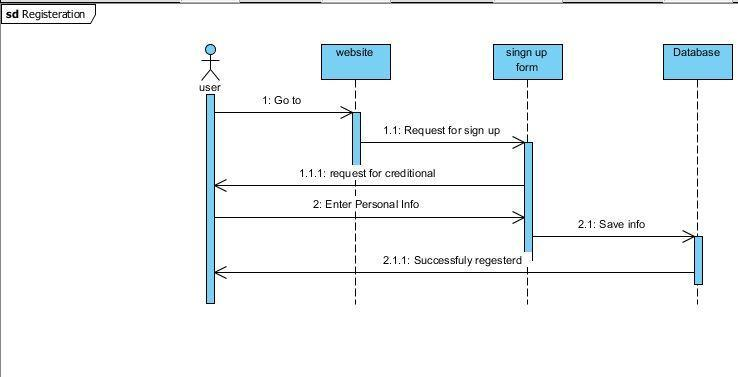 sd Registeration
user
website
singn up
form
Database
1: Go to
1.1: Request for sign up
1.1.1: request for creditional
2: Enter Personal Info
2.1: Save info
2.1.1: Successfuly regesterd